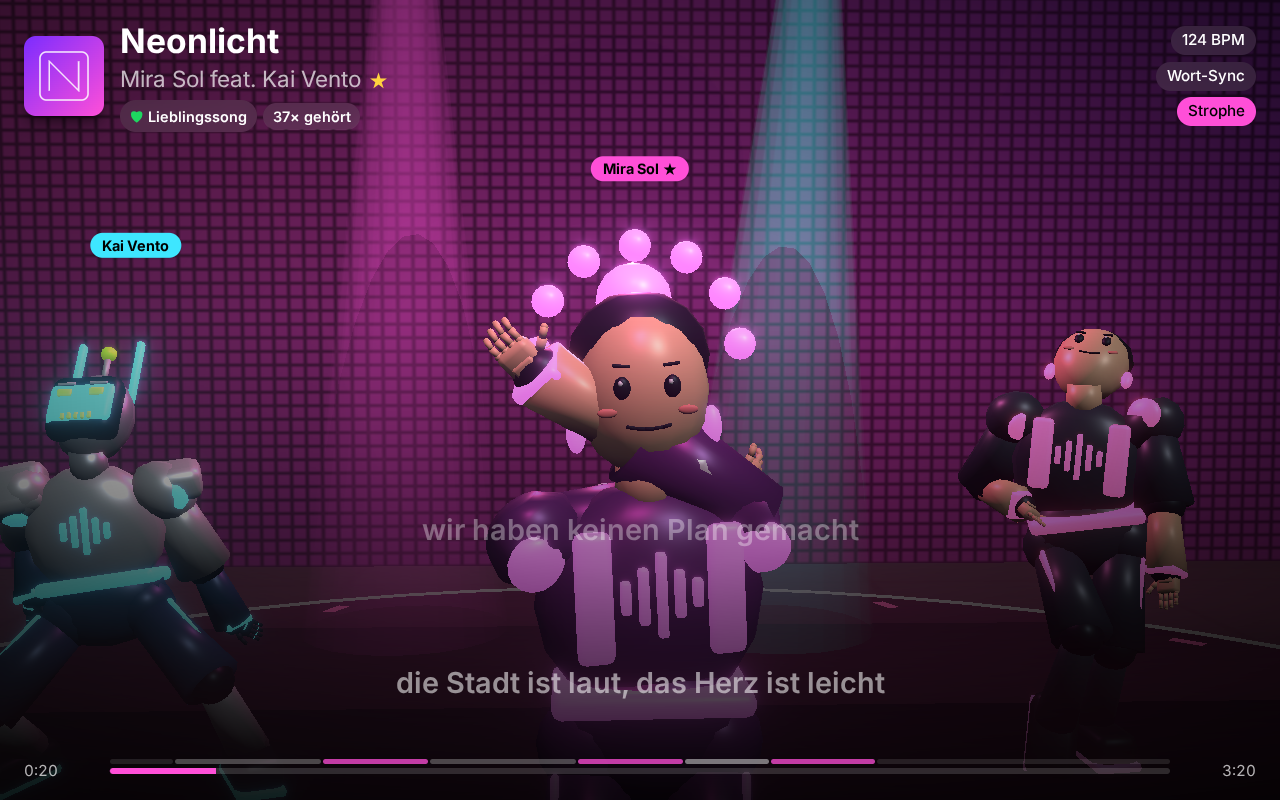 N
Neonlicht
Mira Sol feat. Kai Vento ★
Lieblingssong
37× gehört
124 BPM
Wort-Sync
Strophe
Mira Sol ★
Kai Vento
wir haben keinen Plan gemacht
die Stadt ist laut, das Herz ist leicht
0:20
3:20